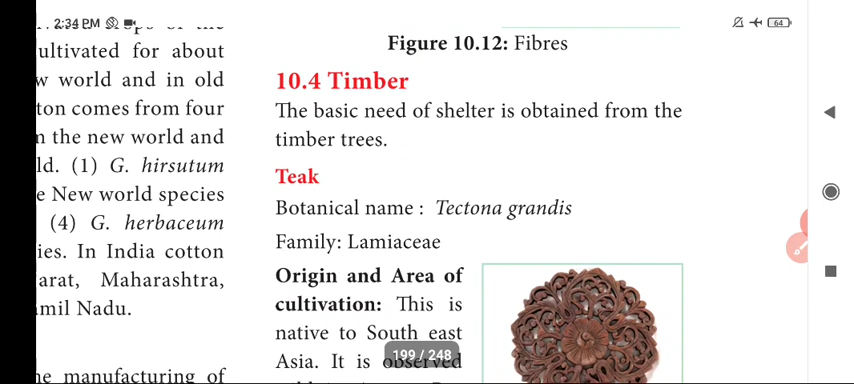 2:34 PM
64
ultivated for about
w world and in old
ton comes from four
the new world and
ld. (1) G. hirsutum
e New world species
(4) G. herbaceum
ies. In India cotton
arat, Maharashtra,
amil Nadu.
he manufacturing of
Figure 10.12: Fibres
10.4 Timber
The basic need of shelter is obtained from the
timber trees.
Teak
Botanical name : Tectona grandis
Family: Lamiaceae
Origin and Area of
cultivation: This is
native to South east
Asia. It is observed
199 / 248